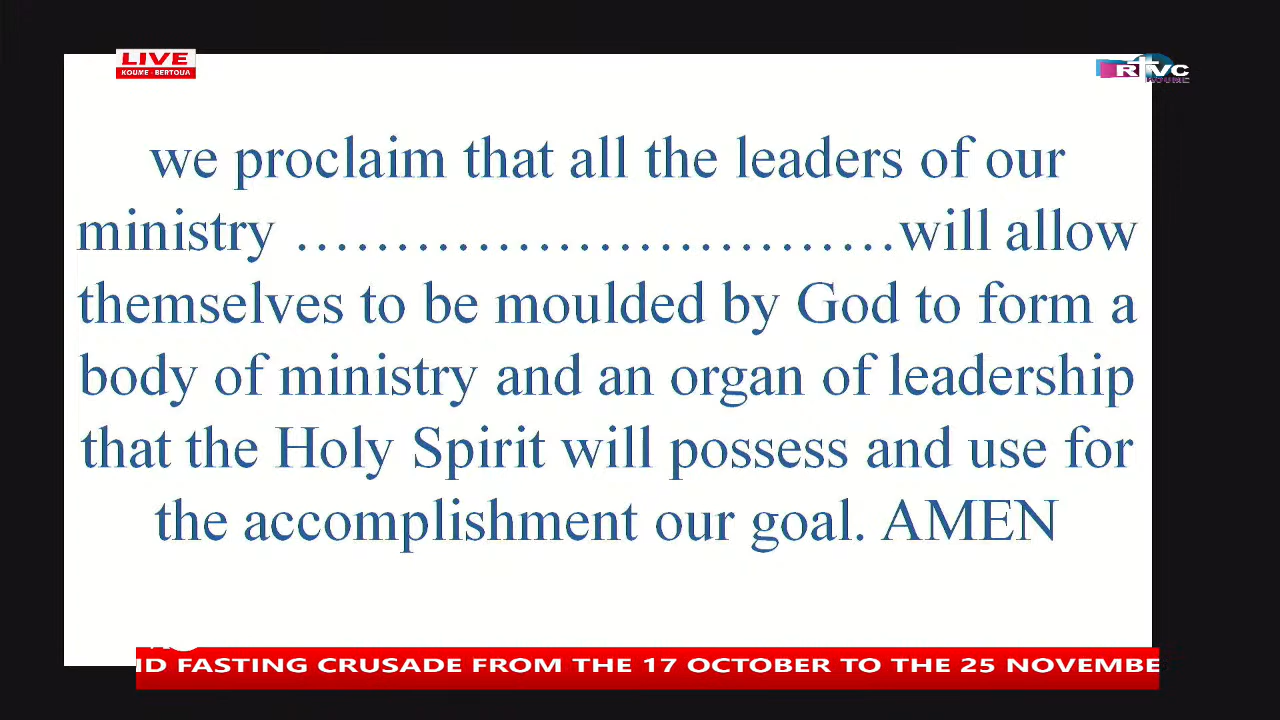 LIVE
KOUME - BERTOUA
RTVC
KOUME
we proclaim that all the leaders of our
ministry ..............................will allow
themselves to be moulded by God to form a
body of ministry and an organ of leadership
that the Holy Spirit will possess and use for
the accomplishment our goal. AMEN
ID FASTING CRUSADE FROM THE 17 OCTOBER TO THE 25 NOVEMBE